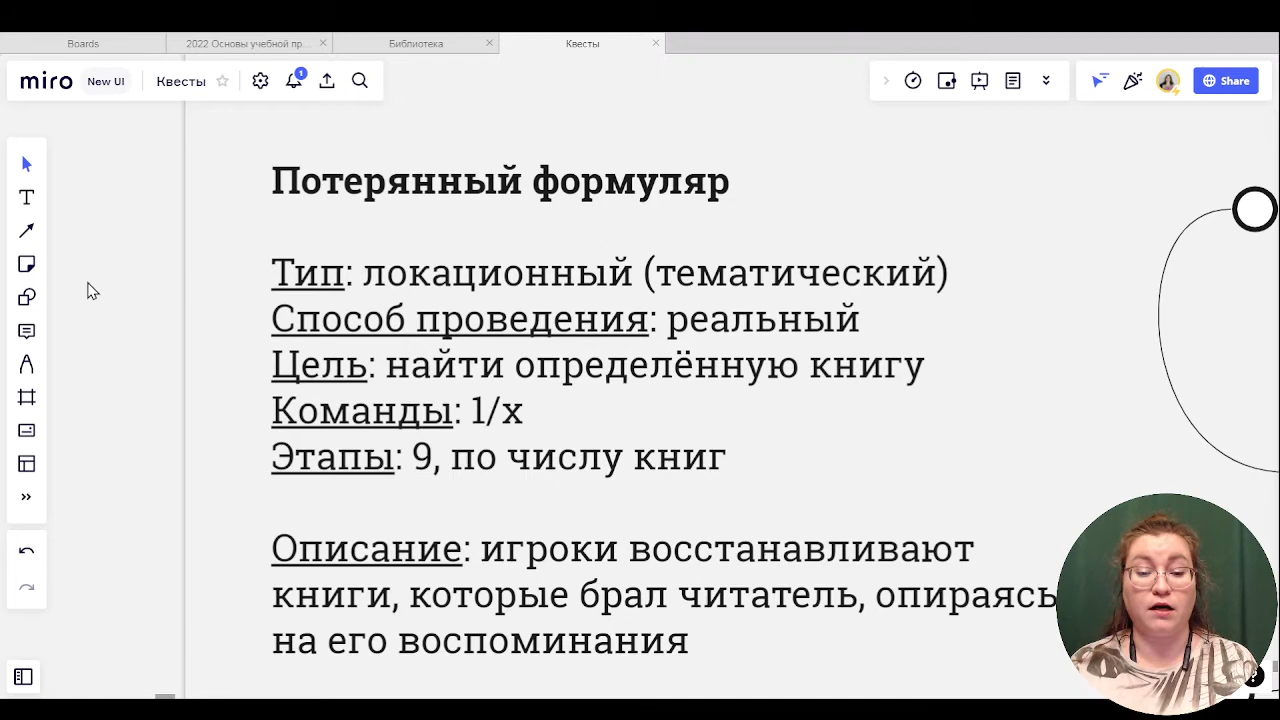 Boards
2022 Основы учебной пр...
Библиотека
Квесты
miro
New UI
Квесты
1
Share
Потерянный формуляр
Тип: локационный (тематический)
Способ проведения: реальный
Цель: найти определённую книгу
Команды: 1/x
Этапы: 9, по числу книг
Описание: игроки восстанавливают
книги, которые брал читатель, опираясь
на его воспоминания